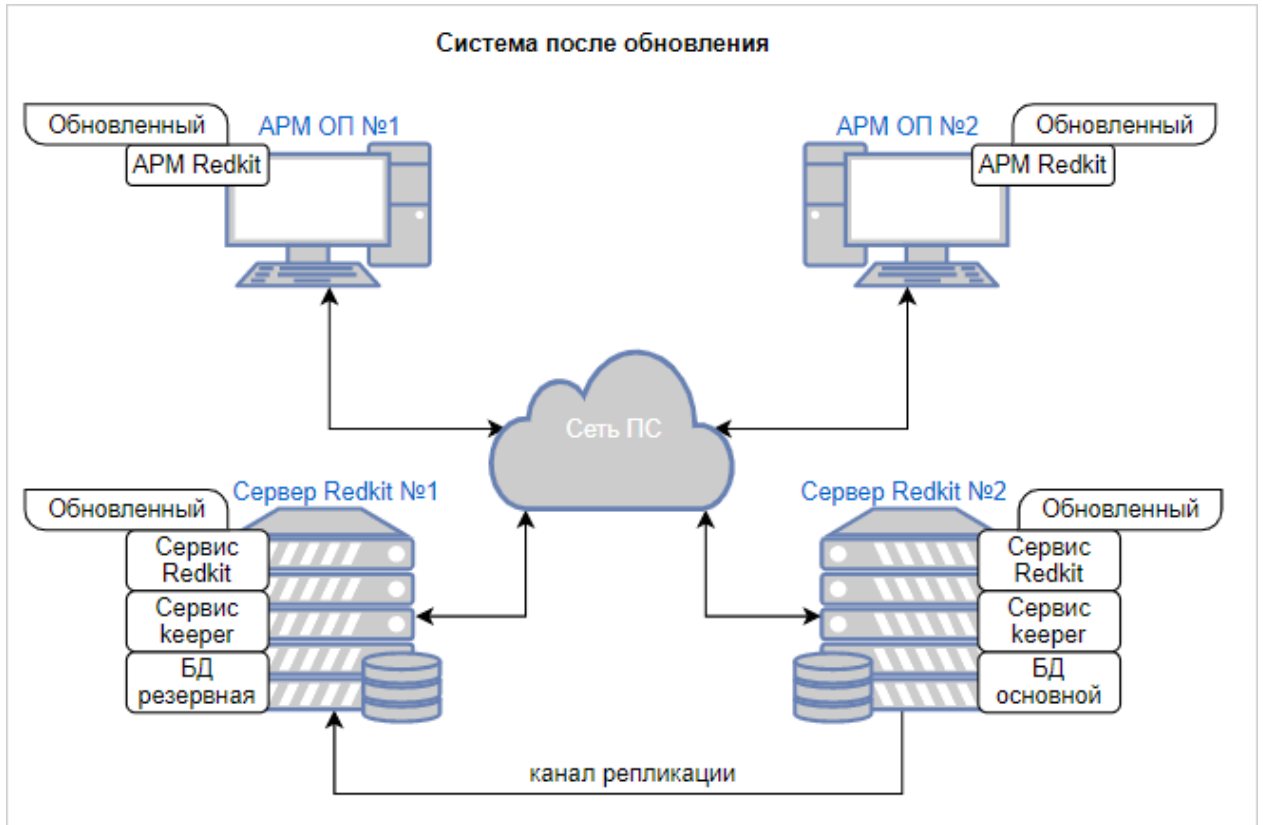 Система после обновления
Обновленный
АРМ ОП №1
АРМ Redkit
АРМ ОП №2
Обновленный
АРМ Redkit
Сеть ПС
Сервер Redkit №1
Обновленный
Сервис
Redkit
Сервис
keeper
БД
резервная
Сервер Redkit №2
Обновленный
Сервис
Redkit
Сервис
keeper
БД
основной
канал репликации